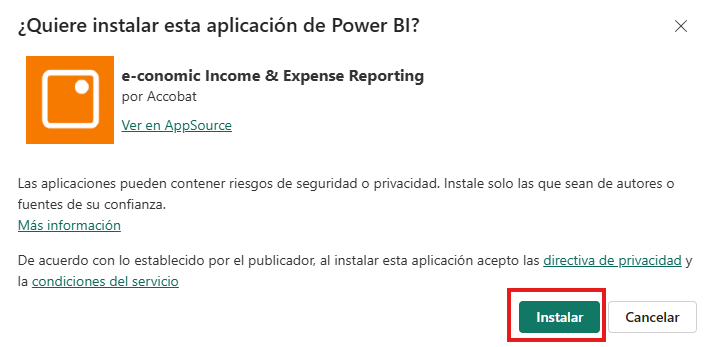 ¿Quiere instalar esta aplicación de Power BI?
e-conomic Income & Expense Reporting
por Accobat
Ver en AppSource
Las aplicaciones pueden contener riesgos de seguridad o privacidad. Instale solo las que sean de autores o
fuentes de su confianza.
Más información
De acuerdo con lo establecido por el publicador, al instalar esta aplicación acepto las directiva de privacidad y
la condiciones del servicio
Instalar Cancelar